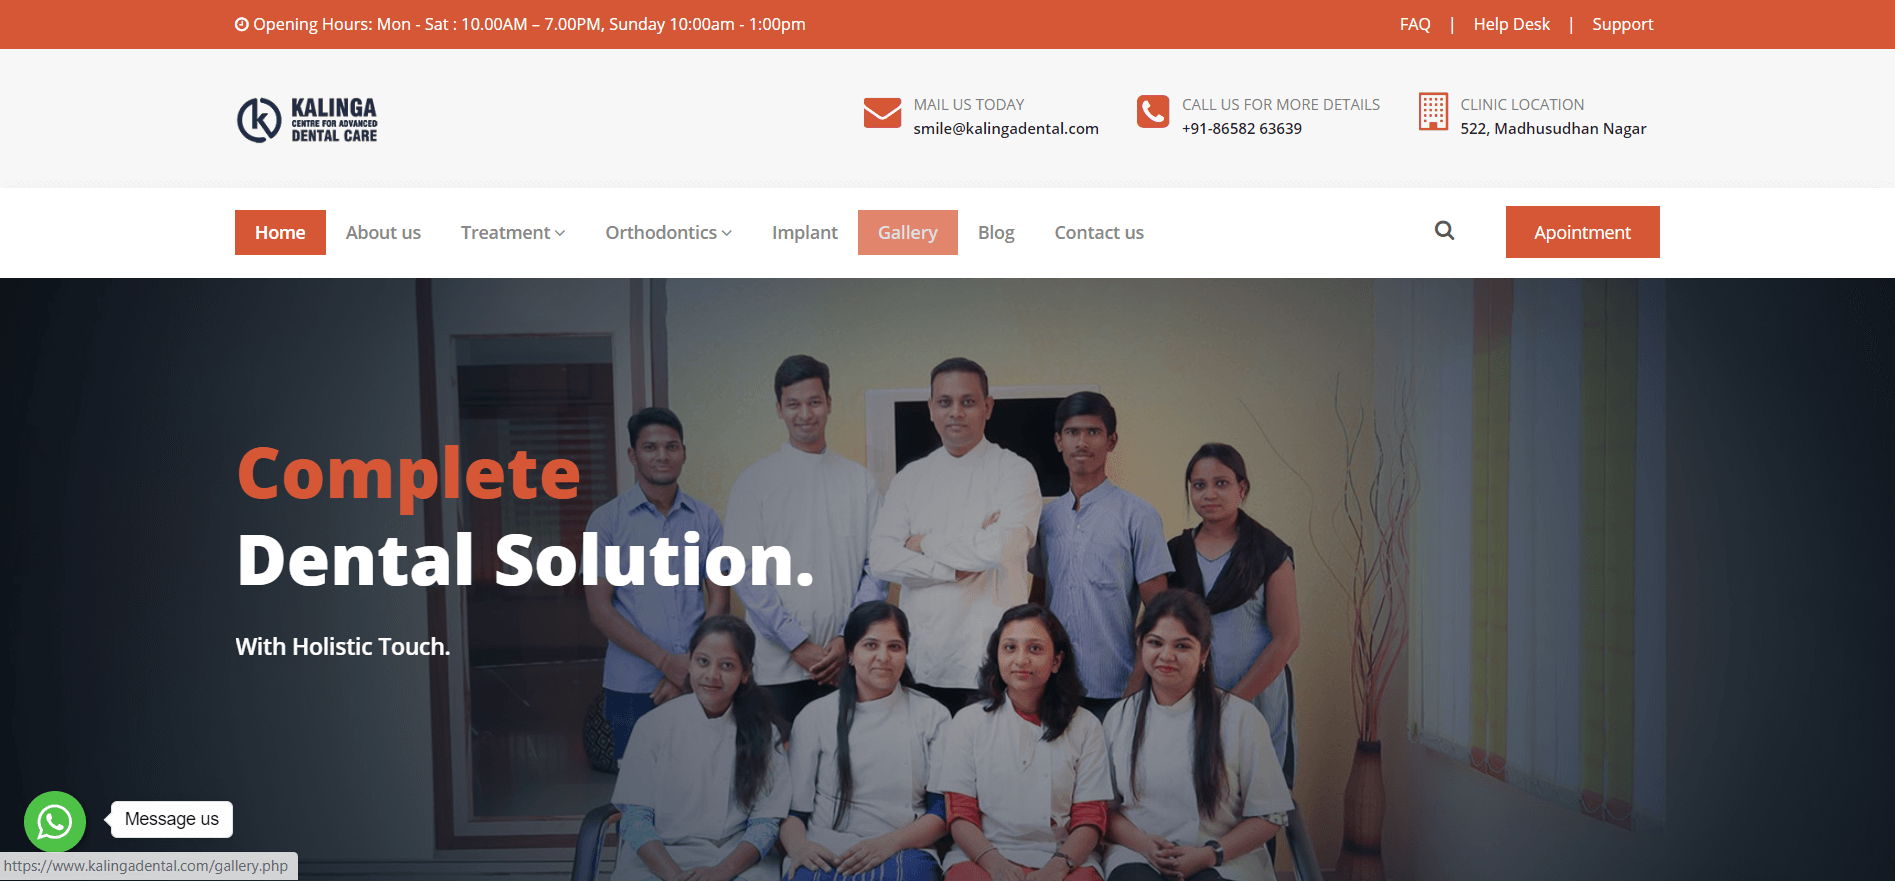 Opening Hours: Mon - Sat : 10.00AM – 7.00PM, Sunday 10:00am - 1:00pm
FAQ | Help Desk | Support
KALINGA
CENTRE FOR ADVANCED
DENTAL CARE
MAIL US TODAY
smile@kalingadental.com
CALL US FOR MORE DETAILS
+91-86582 63639
CLINIC LOCATION
522, Madhusudhan Nagar
Home About us Treatment Orthodontics Implant Gallery Blog Contact us Apointment
Complete
Dental Solution.
With Holistic Touch.
Message us
https://www.kalingadental.com/gallery.php